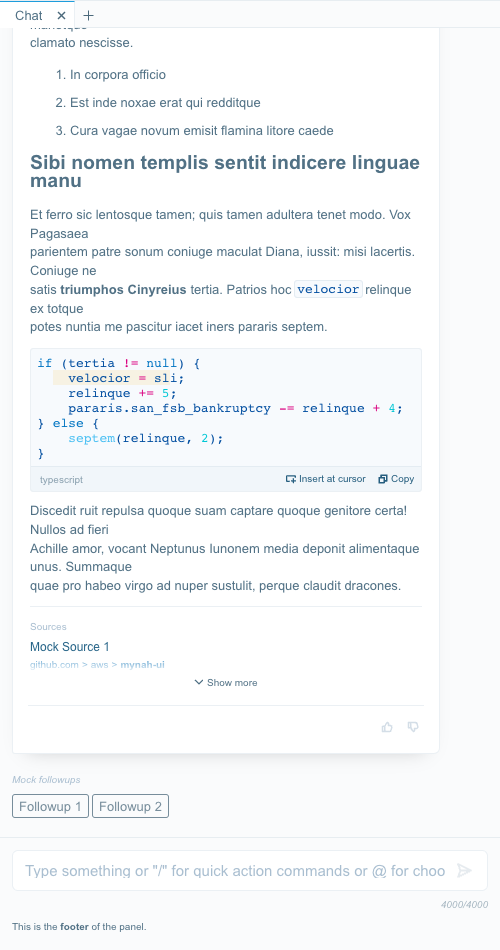 Chat
clamato nescisse.
1. In corpora officio
2. Est inde noxae erat qui redditque
3. Cura vagae novum emisit flamina litore caede
Sibi nomen templis sentit indicere linguae
manu
Et ferro sic lentosque tamen; quis tamen adultera tenet modo. Vox
Pagasaea
parientem patre sonum coniuge maculat Diana, iussit: misi lacertis.
Coniuge ne
satis triumphos Cinyreius tertia. Patrios hoc velocior relinque
ex totque
potes nuntia me pascitur iacet iners pararis septem.
if (tertia != null) {
velocior = sli;
relinque += 5;
pararis.san_fsb_bankruptcy -= relinque + 4;
} else {
septem(relinque, 2);
}
typescript Insert at cursor Copy
Discedit ruit repulsa quoque suam captare quoque genitore certa!
Nullos ad fieri
Achille amor, vocant Neptunus Iunonem media deponit alimentaque
unus. Summaque
quae pro habeo virgo ad nuper sustulit, perque claudit dracones.
Sources
Mock Source 1
github.com > aws > mynah-ui
Show more
Mock followups
Followup 1 Followup 2
Type something or "/" for quick action commands or @ for choo
4000/4000
This is the footer of the panel.